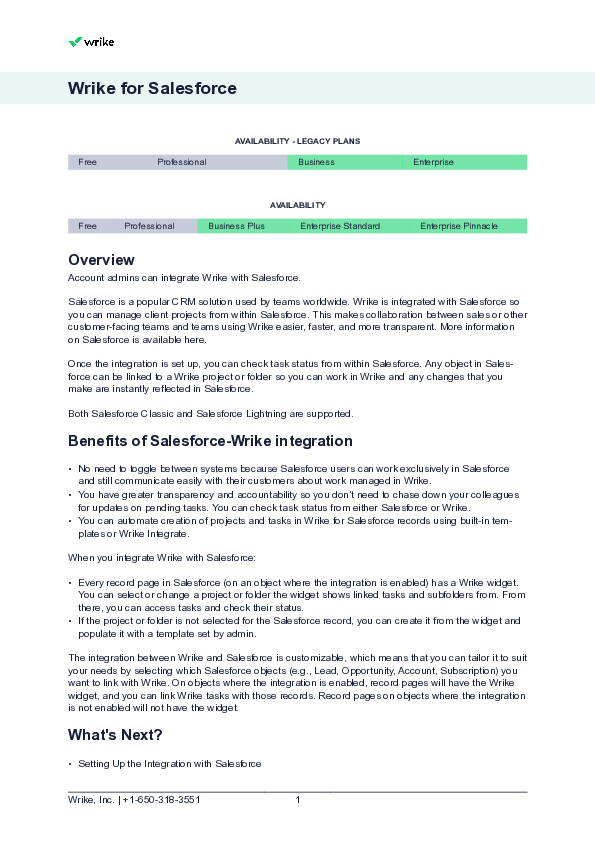 wrike
Wrike for Salesforce
AVAILABILITY - LEGACY PLANS
Free Professional Business Enterprise
AVAILABILITY
Free Professional Business Plus Enterprise Standard Enterprise Pinnacle
Overview
Account admins can integrate Wrike with Salesforce.
Salesforce is a popular CRM solution used by teams worldwide. Wrike is integrated with Salesforce so
you can manage client projects from within Salesforce. This makes collaboration between sales or other
customer-facing teams and teams using Wrike easier, faster, and more transparent. More information
on Salesforce is available here.
Once the integration is set up, you can check task status from within Salesforce. Any object in Sales-
force can be linked to a Wrike project or folder so you can work in Wrike and any changes that you
make are instantly reflected in Salesforce.
Both Salesforce Classic and Salesforce Lightning are supported.
Benefits of Salesforce-Wrike integration
• No need to toggle between systems because Salesforce users can work exclusively in Salesforce
and still communicate easily with their customers about work managed in Wrike.
• You have greater transparency and accountability so you don't need to chase down your colleagues
for updates on pending tasks. You can check task status from either Salesforce or Wrike.
• You can automate creation of projects and tasks in Wrike for Salesforce records using built-in tem-
plates or Wrike Integrate.
When you integrate Wrike with Salesforce:
• Every record page in Salesforce (on an object where the integration is enabled) has a Wrike widget.
You can select or change a project or folder the widget shows linked tasks and subfolders from. From
there, you can access tasks and check their status.
• If the project or folder is not selected for the Salesforce record, you can create it from the widget and
populate it with a template set by admin.
The integration between Wrike and Salesforce is customizable, which means that you can tailor it to suit
your needs by selecting which Salesforce objects (e.g., Lead, Opportunity, Account, Subscription) you
want to link with Wrike. On objects where the integration is enabled, record pages will have the Wrike
widget, and you can link Wrike tasks with those records. Record pages on objects where the integration
is not enabled will not have the widget.
What's Next?
• Setting Up the Integration with Salesforce
Wrike, Inc. | +1-650-318-3551 1